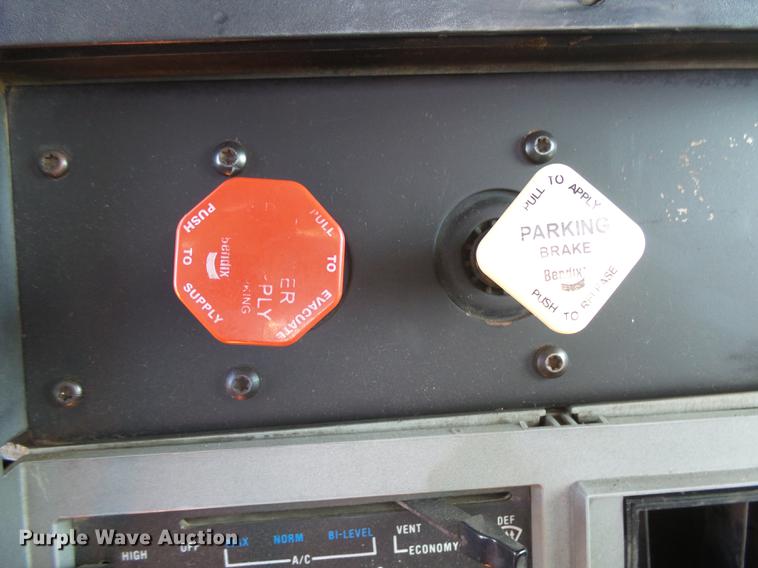 PUSH TO SUPPLY
PULL TO EVACUATE
Bendix
PLY
PULL TO APPLY
PARKING
BRAKE
Bendix
PUSH TO RELEASE
Purple Wave Auction
HIGH
OFF
NORM
BI-LEVEL
A/C
VENT
ECONOMY
DEF